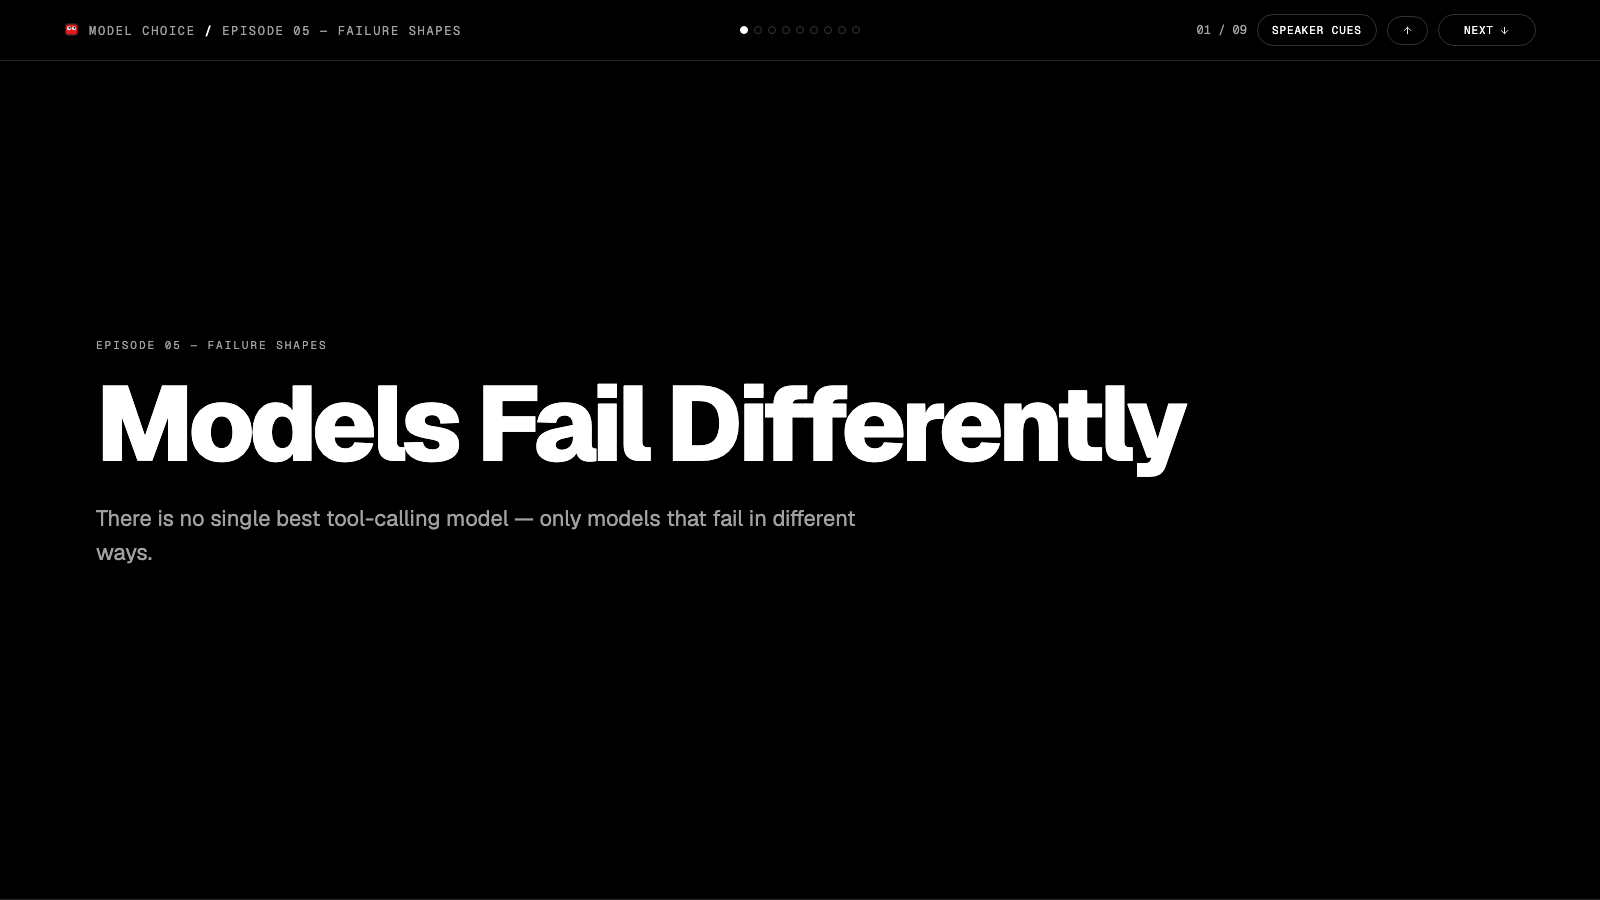 MODEL CHOICE / EPISODE 05 — FAILURE SHAPES
01 / 09
SPEAKER CUES
↑
NEXT ↓
EPISODE 05 — FAILURE SHAPES
Models Fail Differently
There is no single best tool-calling model — only models that fail in different
ways.